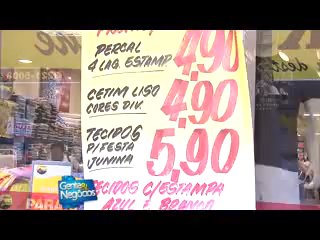 PERCAL 4,90
4 LAG. ESTAMP
CETIM LISO 4,90
CORES DIV.
TECIDOS 5,90
P/FESTA
JUNINA
TECIDOS C/ESTAMPA
AZUL E BRANCO
Gente &
Negócios
PARA